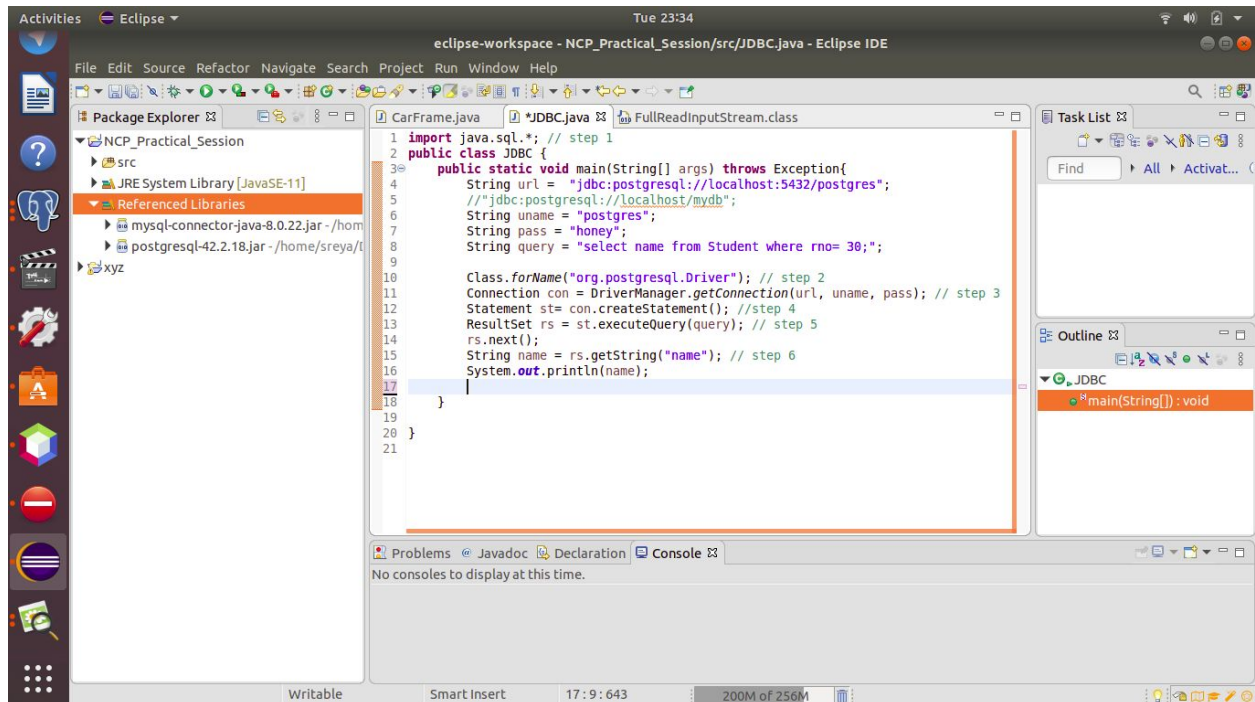 Activities Eclipse Tue 23:34
eclipse-workspace - NCP_Practical_Session/src/JDBC.java - Eclipse IDE
File Edit Source Refactor Navigate Search Project Run Window Help
Package Explorer
NCP_Practical_Session
src
JRE System Library [JavaSE-11]
Referenced Libraries
mysql-connector-java-8.0.22.jar - /hom
postgresql-42.2.18.jar - /home/sreya/
xyz
CarFrame.java *JDBC.java FullReadInputStream.class
1 import java.sql.*; // step 1
2 public class JDBC {
3 public static void main(String[] args) throws Exception{
4 String url = "jdbc:postgresql://localhost:5432/postgres";
5 //"jdbc:postgresql://localhost/mydb";
6 String uname = "postgres";
7 String pass = "honey";
8 String query = "select name from Student where rno= 30;";
9
10 Class.forName("org.postgresql.Driver"); // step 2
11 Connection con = DriverManager.getConnection(url, uname, pass); // step 3
12 Statement st= con.createStatement(); //step 4
13 ResultSet rs = st.executeQuery(query); // step 5
14 rs.next();
15 String name = rs.getString("name"); // step 6
16 System.out.println(name);
17
18 }
19
20 }
21
Task List
Find All Activat...
Outline
JDBC
main(String[]) : void
Problems Javadoc Declaration Console
No consoles to display at this time.
Writable Smart Insert 17:9:643 200M of 256M